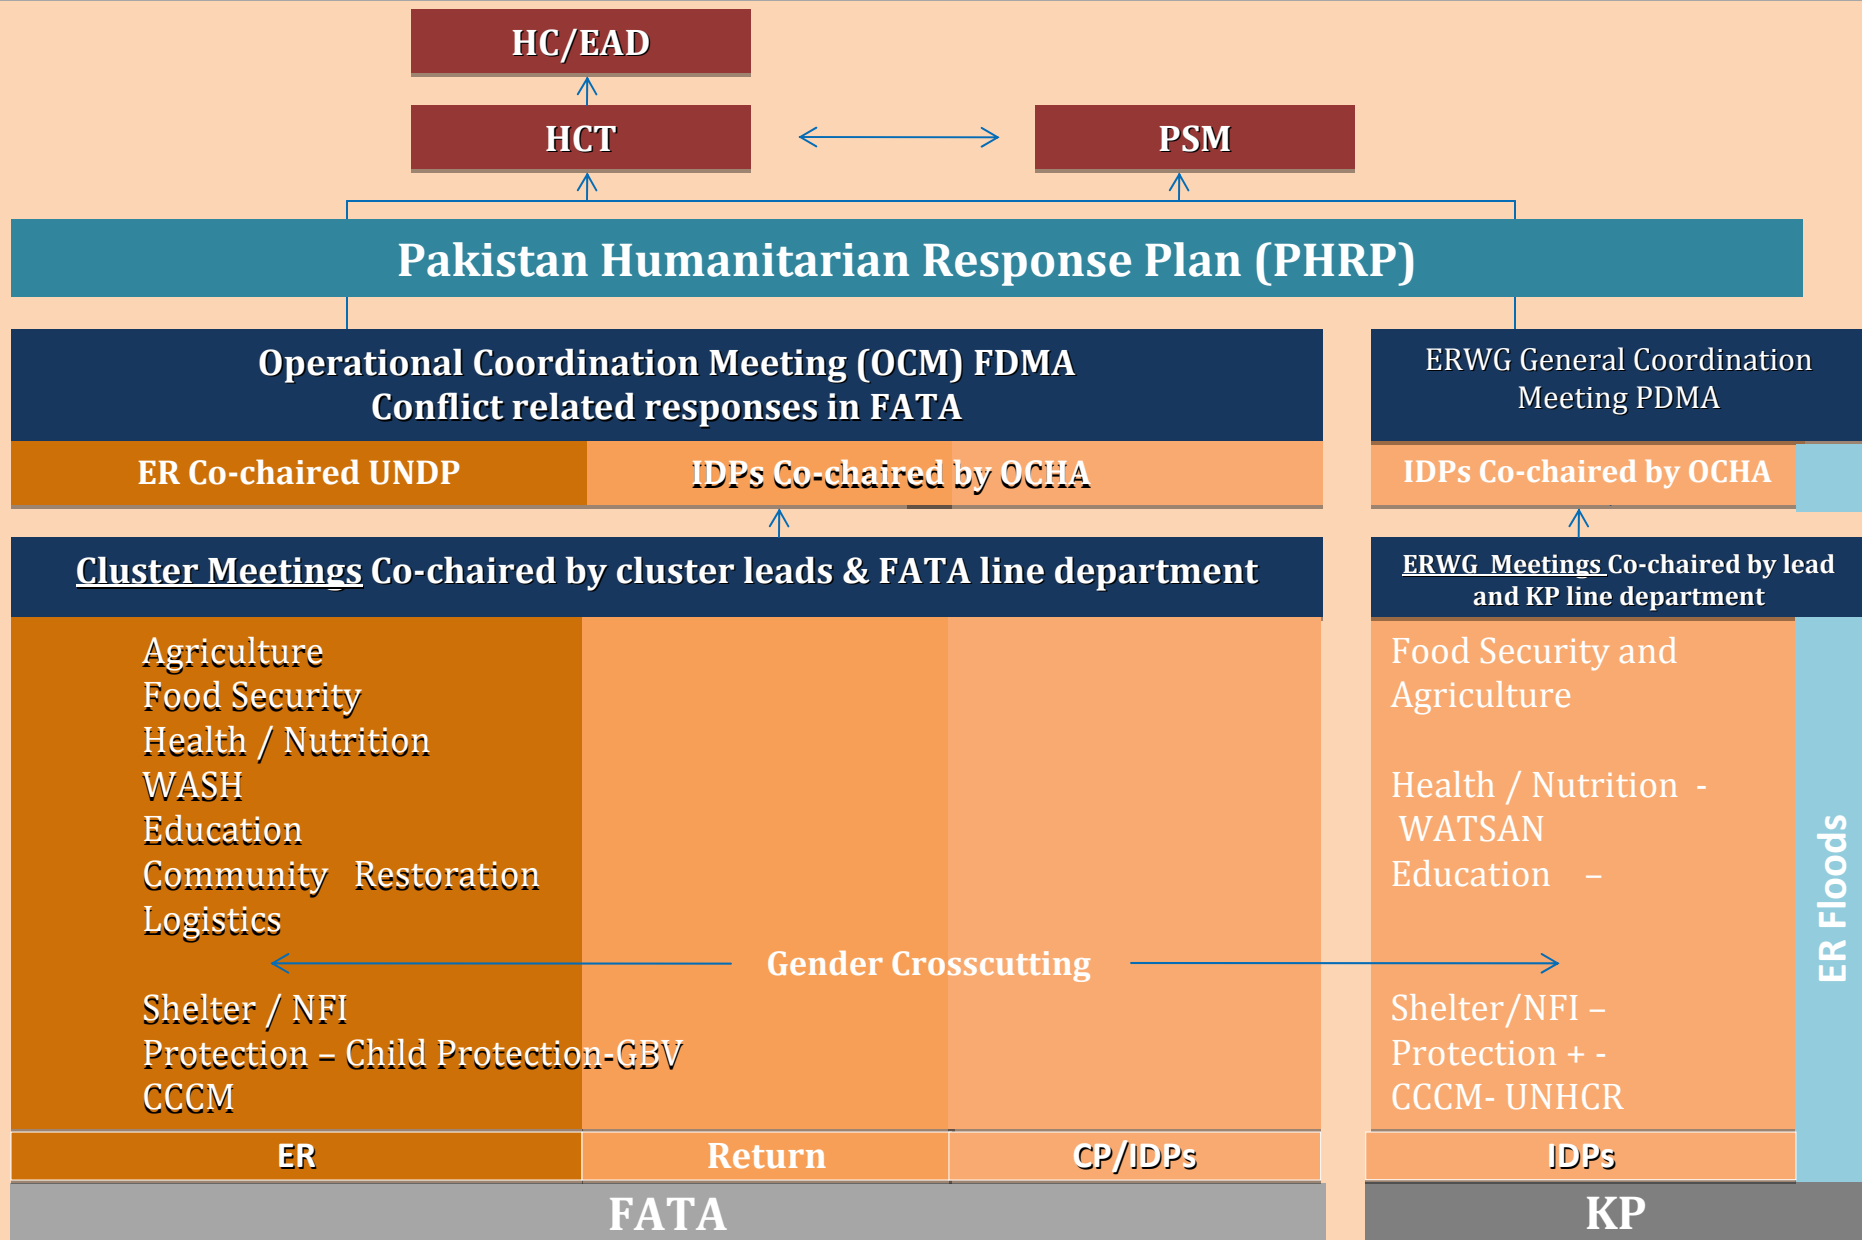 HC/EAD
HCT
PSM
Pakistan Humanitarian Response Plan (PHRP)
Operational Coordination Meeting (OCM) FDMA
Conflict related responses in FATA
ERWG General Coordination
Meeting PDMA
ER Co-chaired UNDP
IDPs Co-chaired by OCHA
IDPs Co-chaired by OCHA
Cluster Meetings Co-chaired by cluster leads & FATA line department
ERWG Meetings Co-chaired by lead
and KP line department
Agriculture
Food Security
Health / Nutrition
WASH
Education
Community Restoration
Logistics
Gender Crosscutting
Shelter / NFI
Protection – Child Protection-GBV
CCCM
Food Security and
Agriculture
Health / Nutrition -
WATSAN
Education –
Shelter/NFI –
Protection + -
CCCM- UNHCR
ER Floods
ER
Return
CP/IDPs
IDPs
FATA
KP